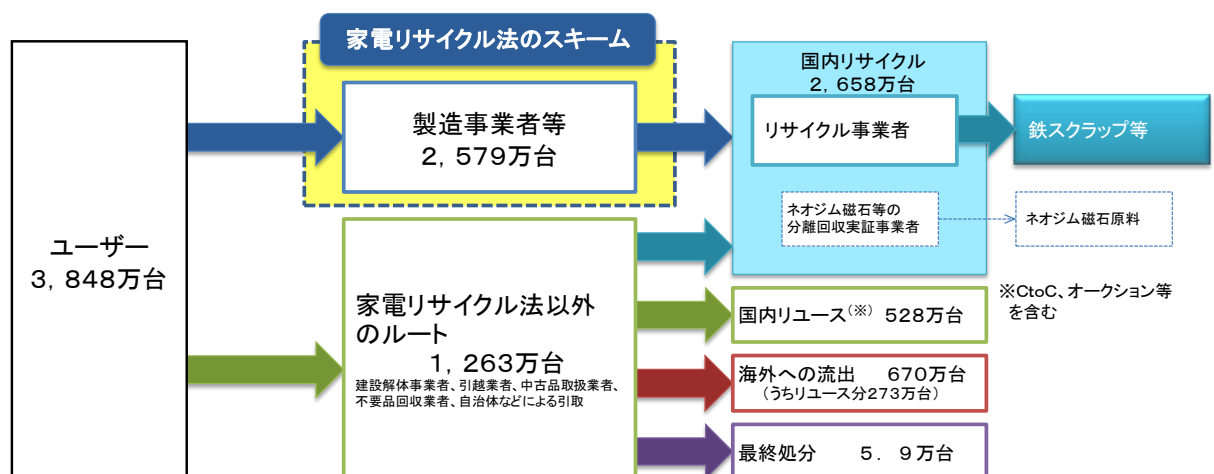 家電リサイクル法のスキーム
ユーザー
3,848万台
製造事業者等
2,579万台
国内リサイクル
2,658万台
リサイクル事業者
鉄スクラップ等
ネオジム磁石等の
分離回収実証事業者
ネオジム磁石原料
家電リサイクル法以外
のルート
1,263万台
建設解体事業者、引越業者、中古品取扱業者、
不要品回収業者、自治体などによる引取
国内リユース(※) 528万台
※CtoC、オークション等
を含む
海外への流出 670万台
(うちリユース分273万台)
最終処分 5.9万台